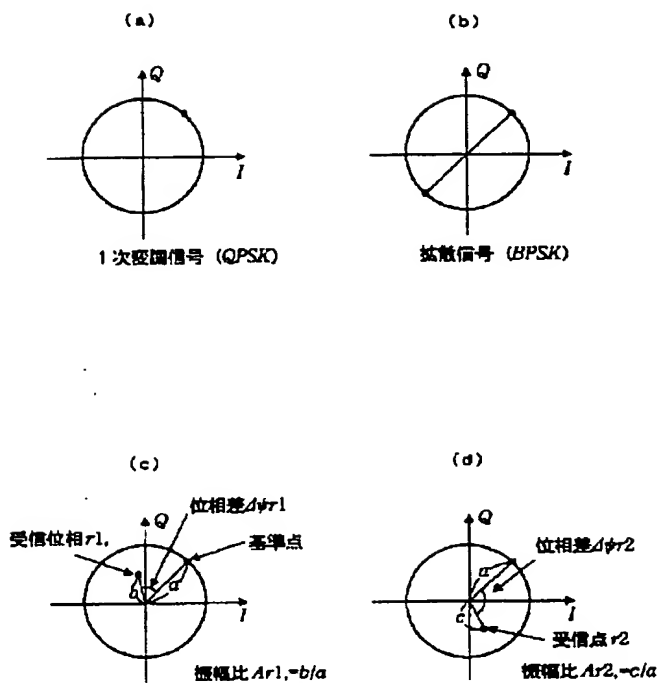 (a)
(b)
Q
I
Q
I
1次変調信号 (QPSK)
拡散信号 (BPSK)
(c)
(d)
位相差Δψr1
受信位相r1,
Q
基準点
b
a
I
振幅比Ar1,=b/a
Q
位相差Δψr2
a
c
I
受信点r2
振幅比Ar2,=c/a